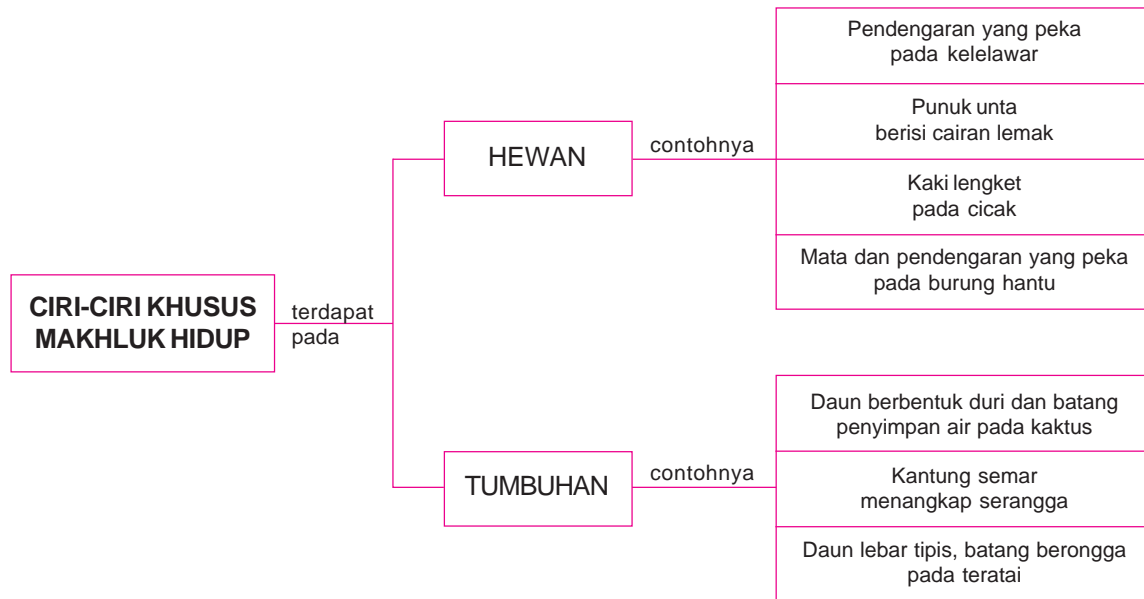 CIRI-CIRI KHUSUS
MAKHLUK HIDUP
terdapat
pada
HEWAN
contohnya
Pendengaran yang peka
pada kelelawar
Punuk unta
berisi cairan lemak
Kaki lengket
pada cicak
Mata dan pendengaran yang peka
pada burung hantu
TUMBUHAN
contohnya
Daun berbentuk duri dan batang
penyimpan air pada kaktus
Kantung semar
menangkap serangga
Daun lebar tipis, batang berongga
pada teratai